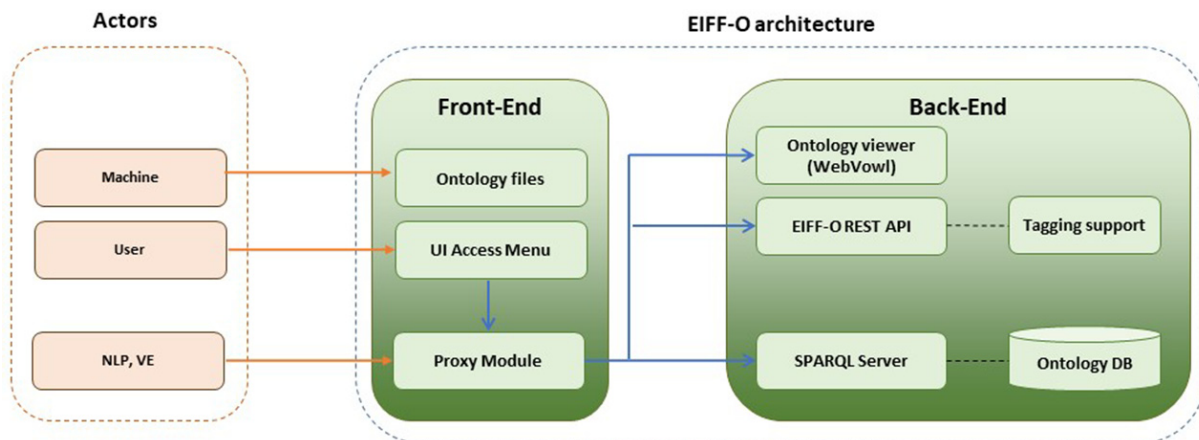 Actors
EIFF-O architecture
Front-End
Back-End
Machine
Ontology files
Ontology viewer
(WebVowl)
User
UI Access Menu
EIFF-O REST API
Tagging support
NLP, VE
Proxy Module
SPARQL Server
Ontology DB